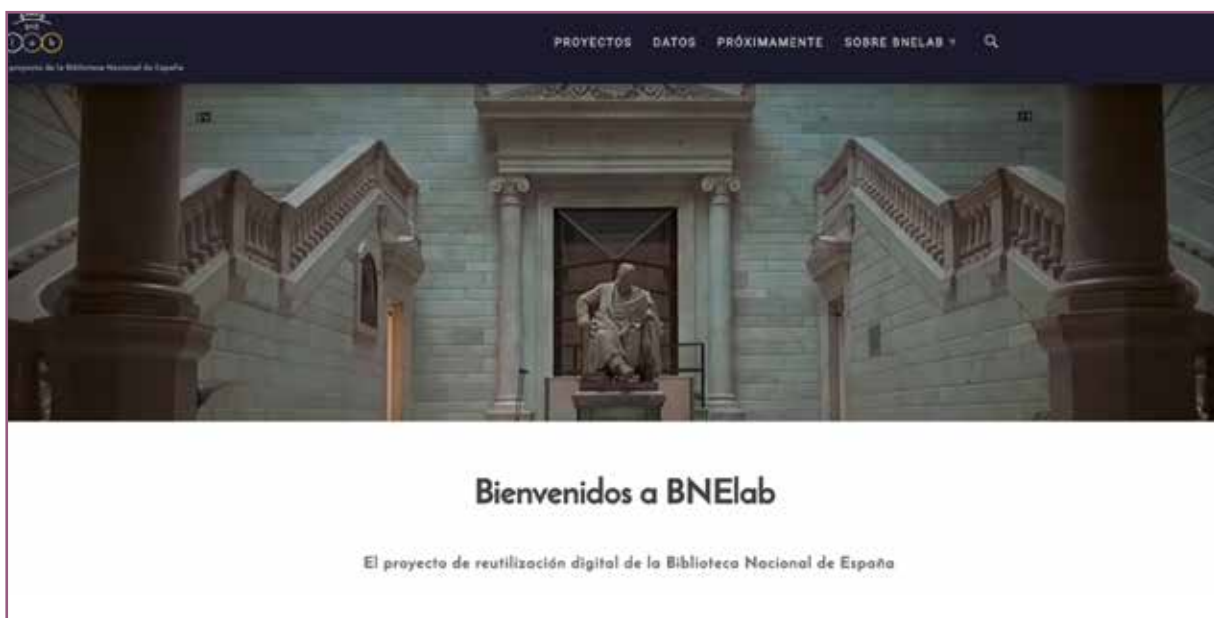 BNE
lab
proyecto de la Biblioteca Nacional de España
PROYECTOS DATOS PRÓXIMAMENTE SOBRE BNELAB
Bienvenidos a BNElab
El proyecto de reutilización digital de la Biblioteca Nacional de España